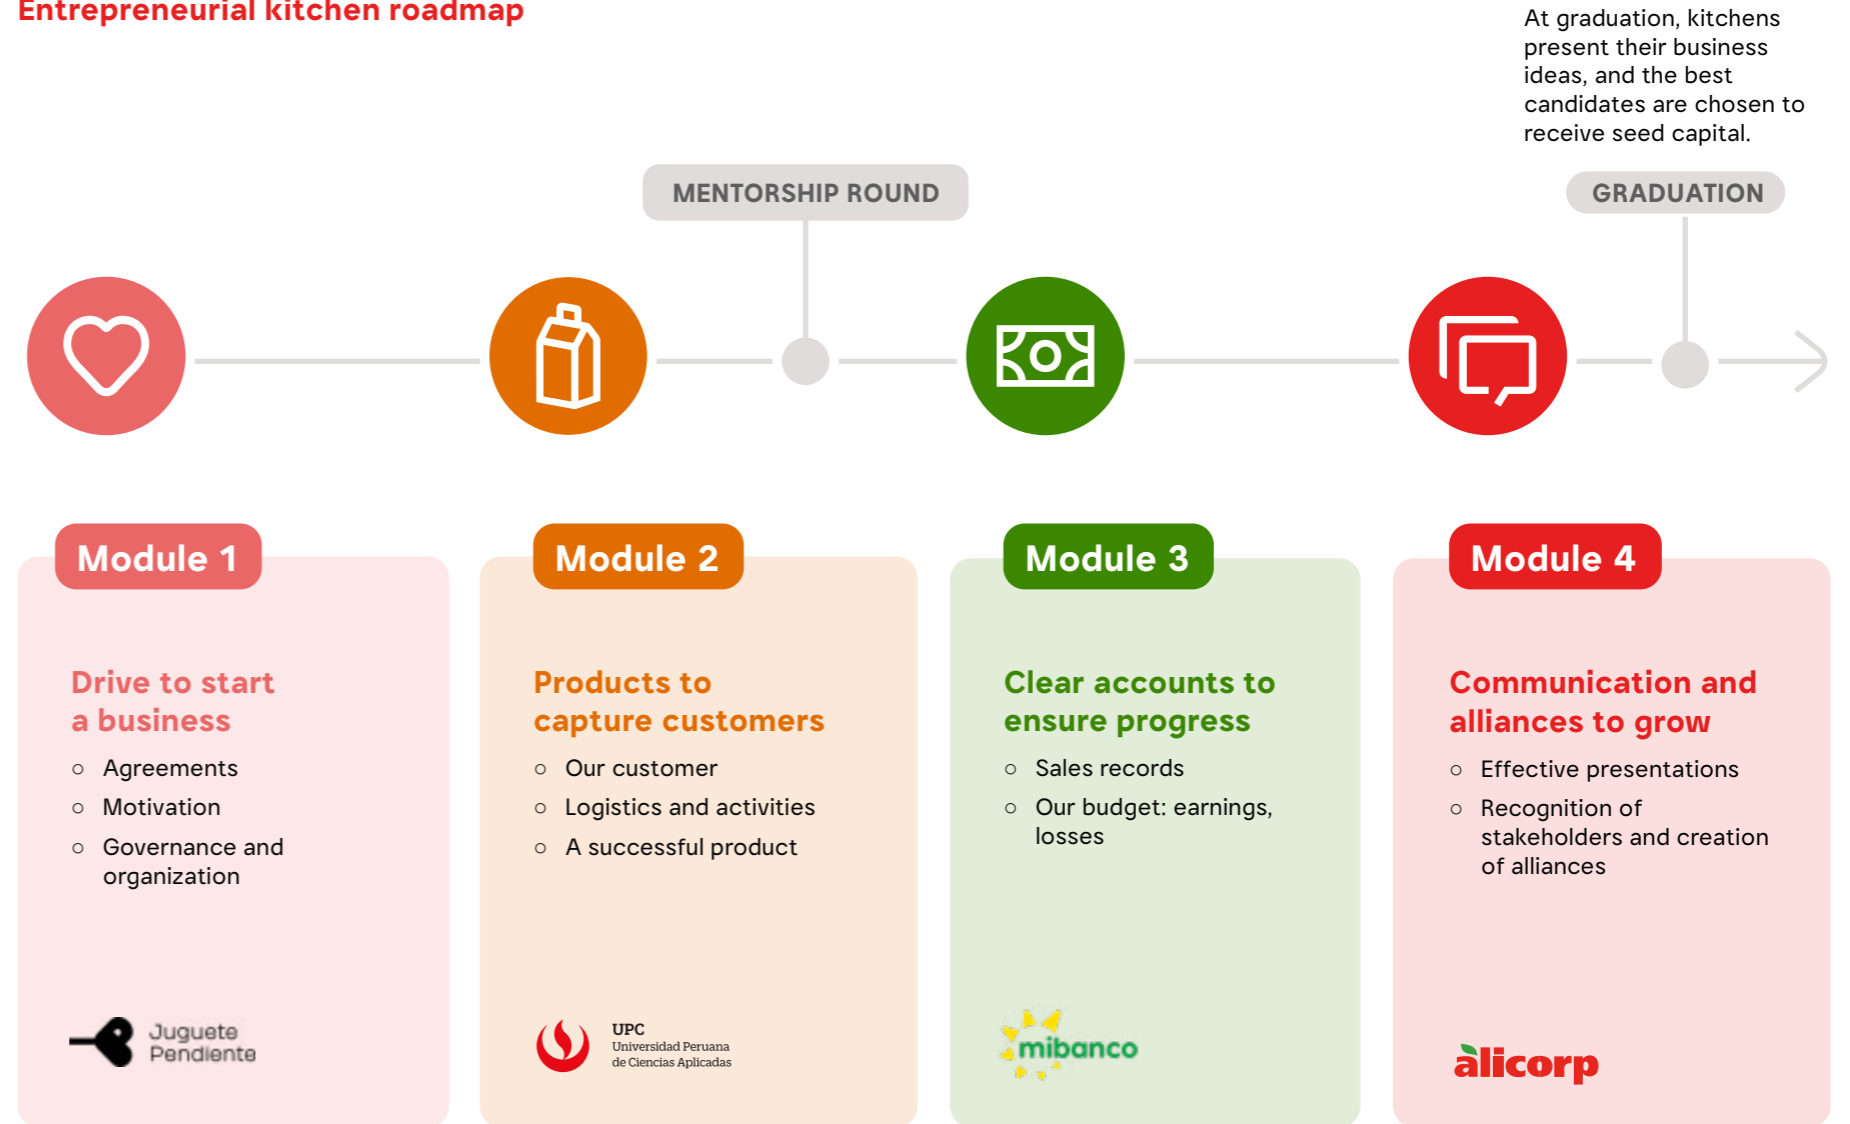 Entrepreneurial kitchen roadmap
At graduation, kitchens
present their business
ideas, and the best
candidates are chosen to
receive seed capital.
MENTORSHIP ROUND
GRADUATION
Module 1
Drive to start
a business
○ Agreements
○ Motivation
○ Governance and
organization
Juguete
Pendiente
Module 2
Products to
capture customers
○ Our customer
○ Logistics and activities
○ A successful product
UPC
Universidad Peruana
de Ciencias Aplicadas
Module 3
Clear accounts to
ensure progress
○ Sales records
○ Our budget: earnings,
losses
mibanco
Module 4
Communication and
alliances to grow
○ Effective presentations
○ Recognition of
stakeholders and creation
of alliances
alicorp